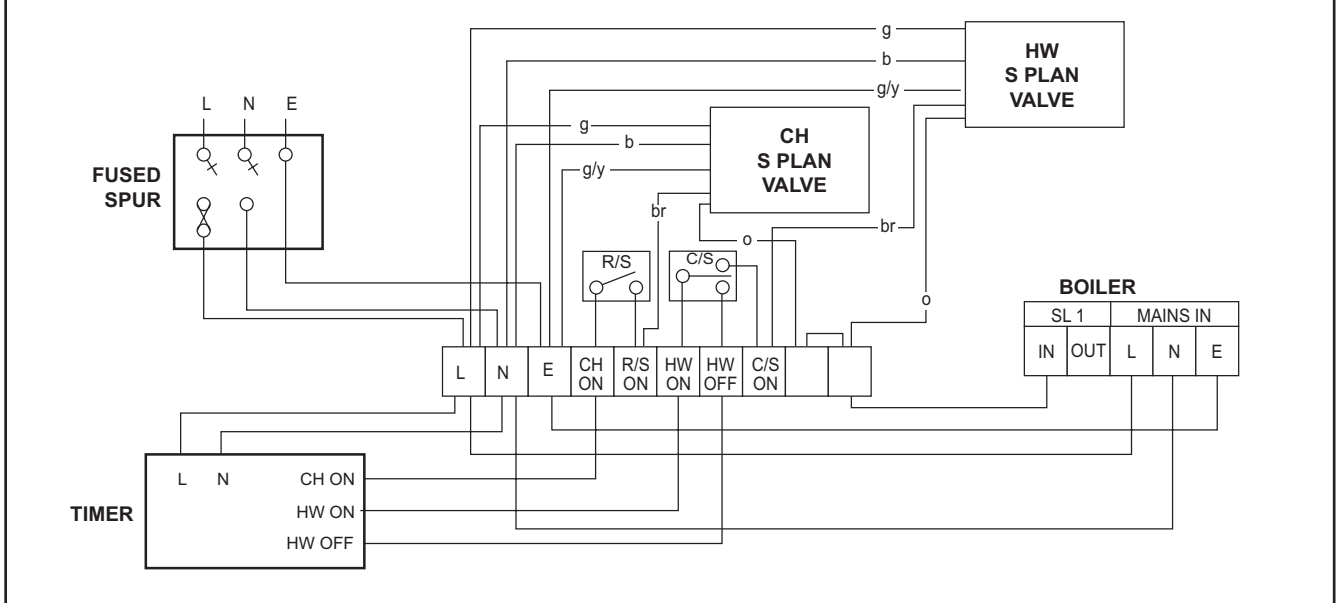 g
HW
S PLAN
VALVE
b
g/y
L N E
g
CH
S PLAN
VALVE
b
FUSED
SPUR
g/y
br
br
o
R/S
C/S
o
BOILER
SL 1 MAINS IN
IN OUT L N E
L N E CH ON R/S ON HW ON HW OFF C/S ON
L N CH ON
TIMER
HW ON
HW OFF